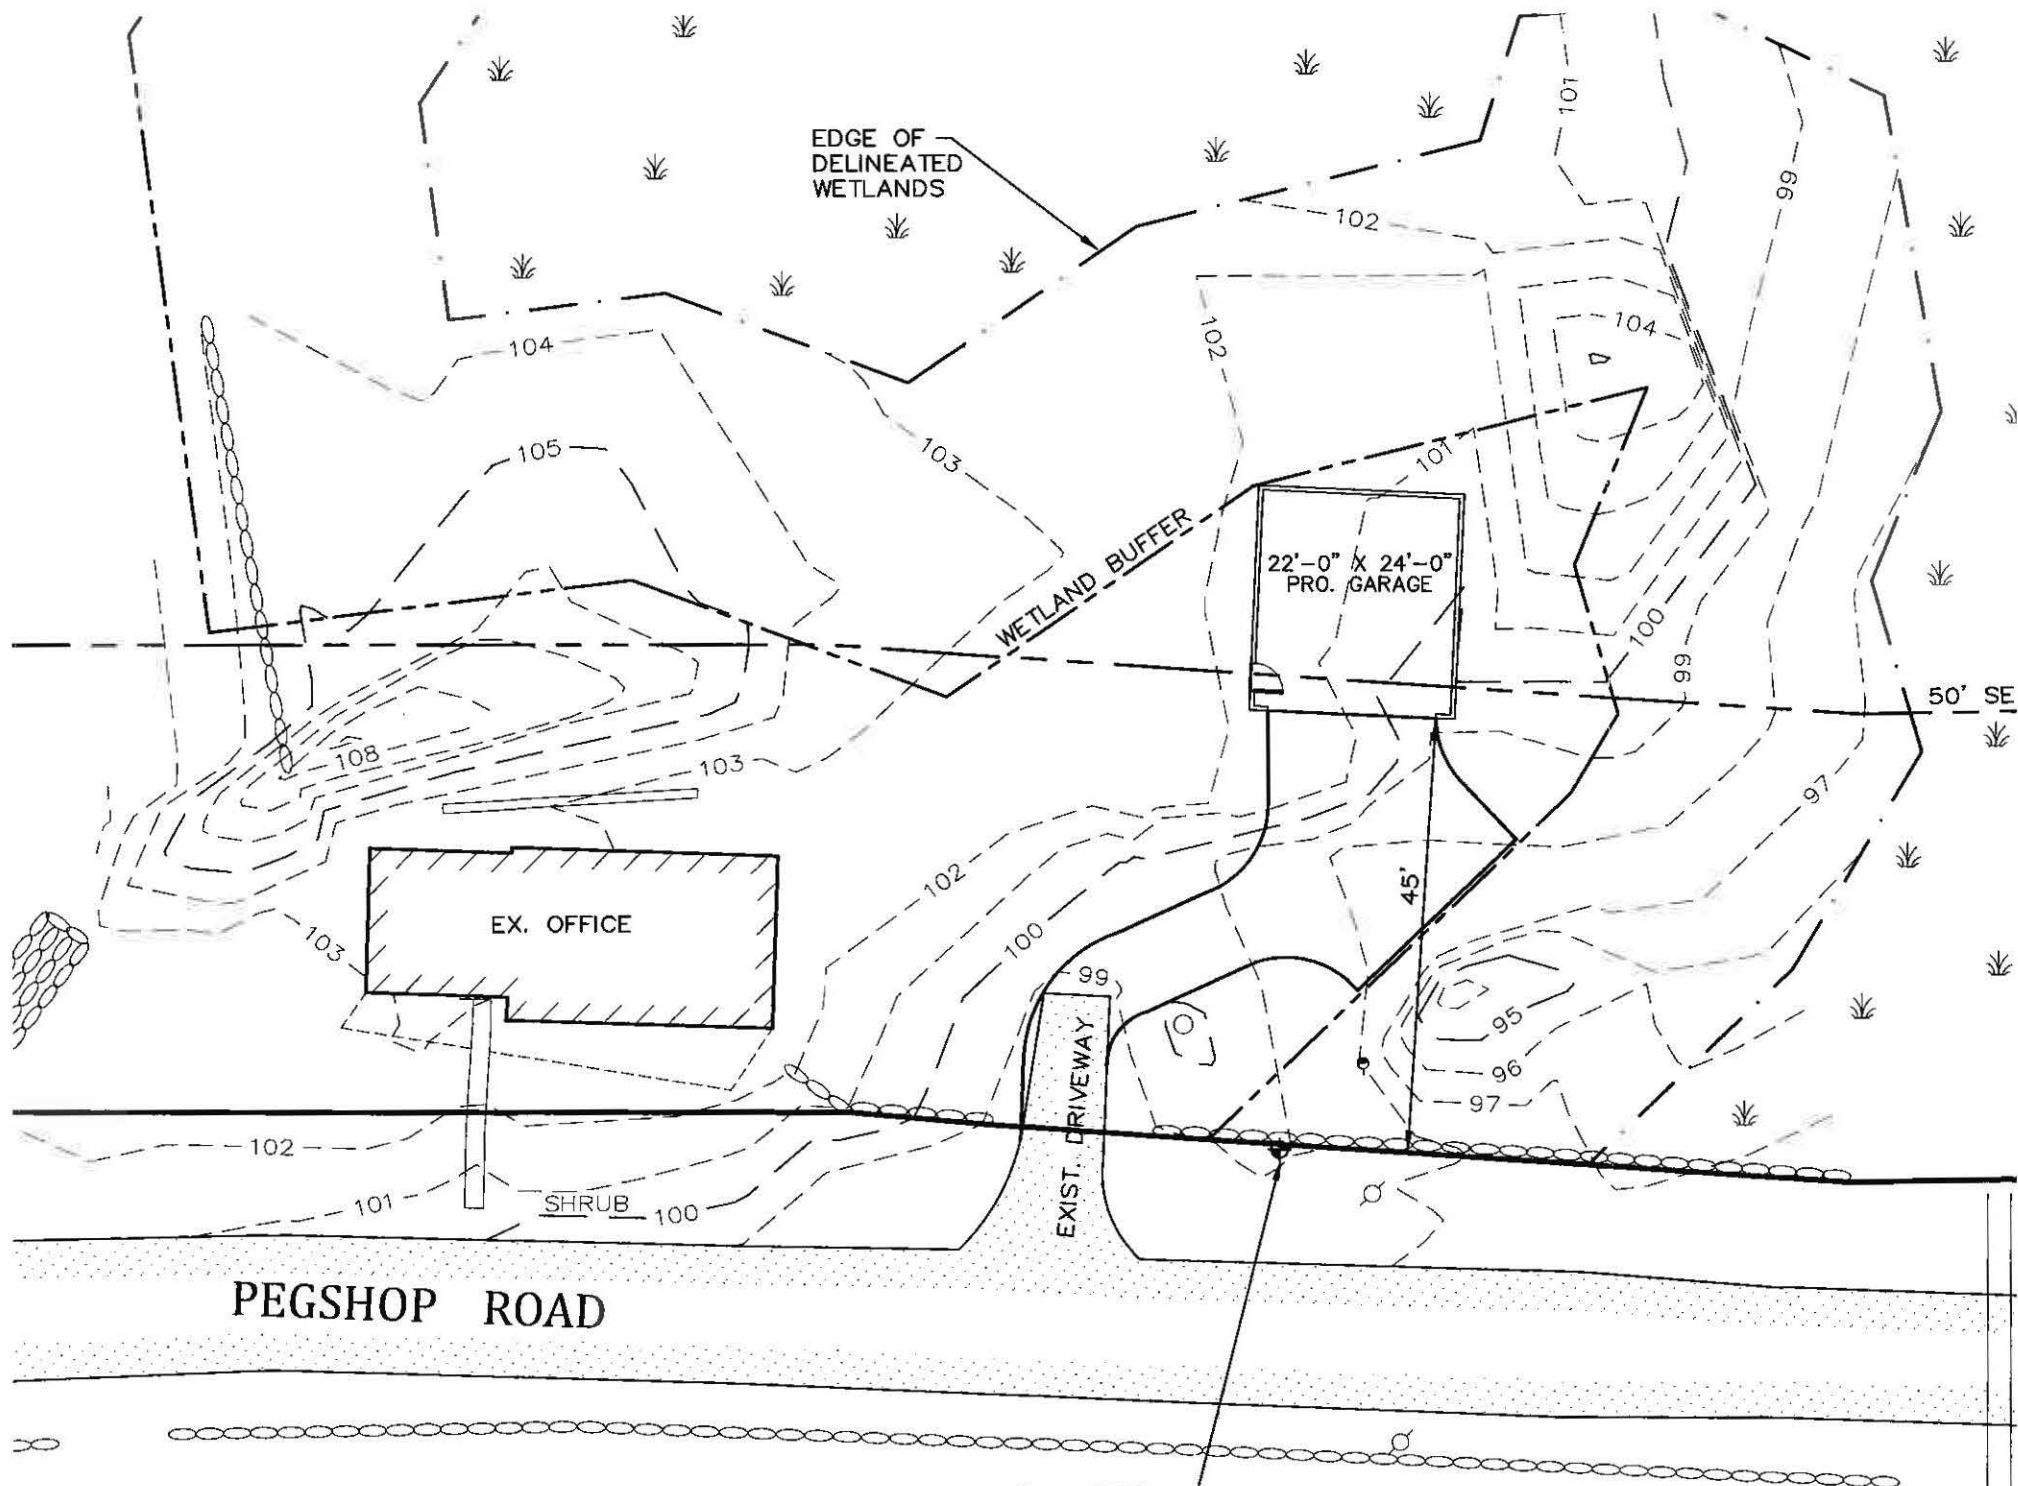 101
99
EDGE OF
DELINEATED
WETLANDS
102
104
102
104
105
103
101
WETLAND BUFFER
22'-0" X 24'-0"
PRO. GARAGE
100
99
50' SE
108
103
97
102
45'
EX. OFFICE
103
100
99
95
96
97
EXIST. DRIVEWAY
102
101
SHRUB
100
PEGSHOP ROAD